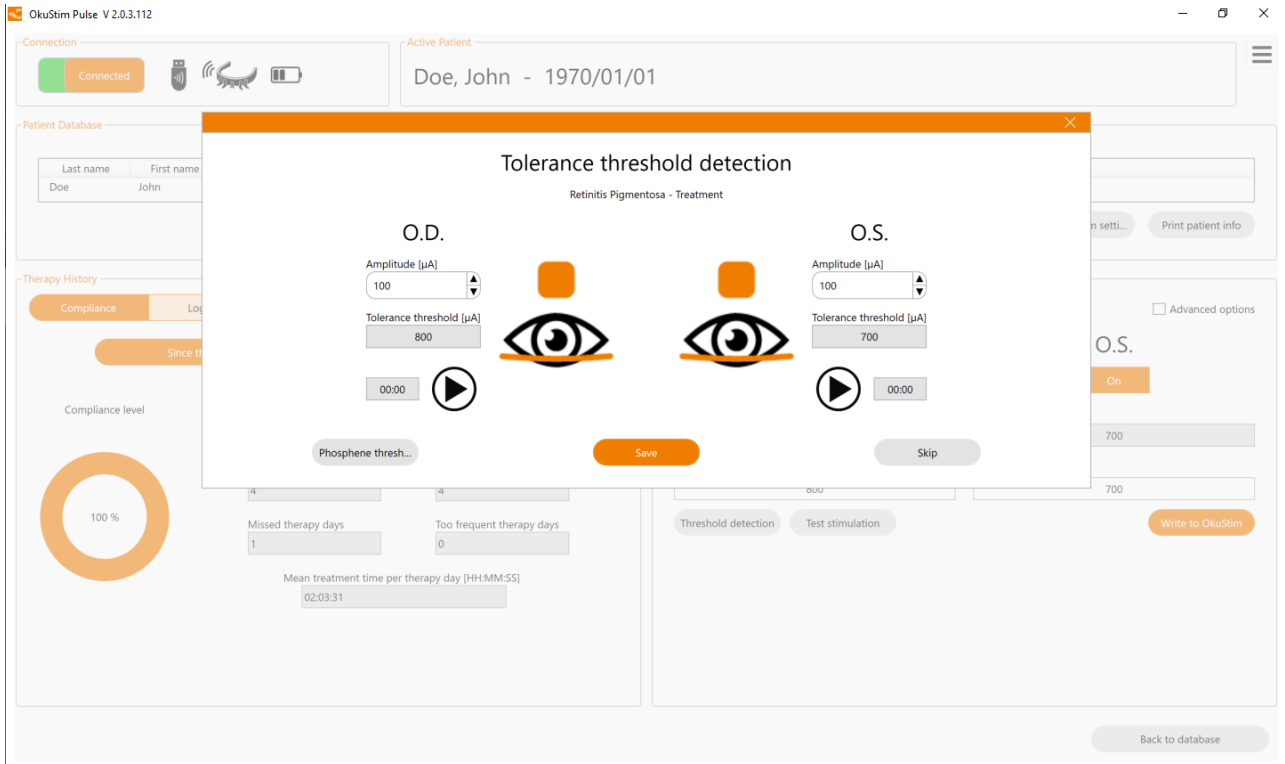 OkuStim Pulse V 2.0.3.112
Connection
Connected
Active Patient
Doe, John - 1970/01/01
Patient Database
Last name First name
Doe John
n setti...
Print patient info
Tolerance threshold detection
Retinitis Pigmentosa - Treatment
O.D.
Amplitude [µA]
100
Tolerance threshold [µA]
800
00:00
O.S.
Amplitude [µA]
100
Tolerance threshold [µA]
700
00:00
Phosphene thresh...
Save
Skip
Therapy History
Compliance
Log
Since th
Compliance level
100 %
4
4
Missed therapy days
1
Too frequent therapy days
0
Mean treatment time per therapy day [HH:MM:SS]
02:03:31
Advanced options
O.S.
On
700
800
700
Threshold detection
Test stimulation
Write to OkuStim
Back to database